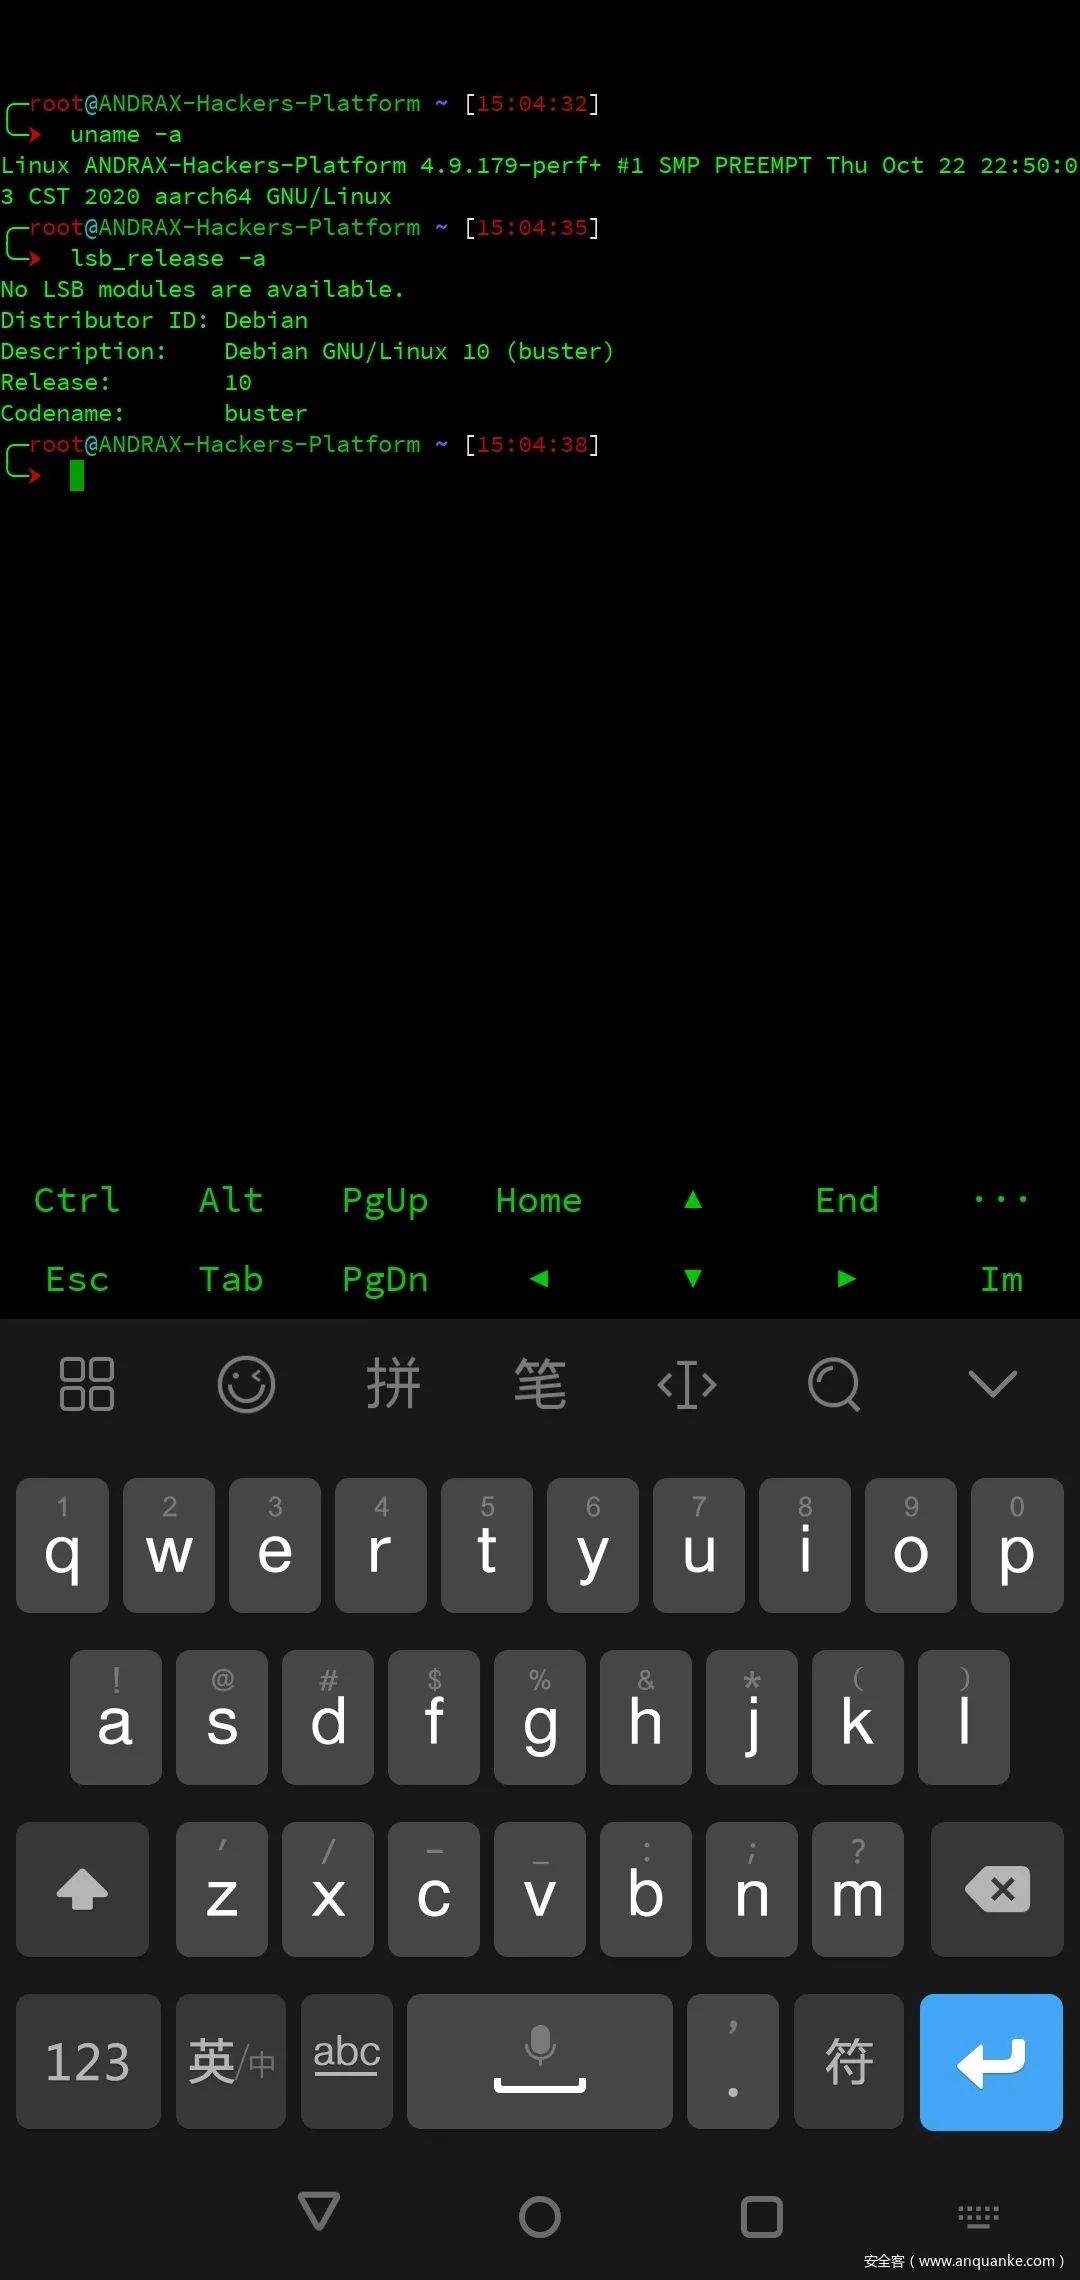 root@ANDRAX-Hackers-Platform ~ [15:04:32]
uname -a
Linux ANDRAX-Hackers-Platform 4.9.179-perf+ #1 SMP PREEMPT Thu Oct 22 22:50:0
3 CST 2020 aarch64 GNU/Linux
root@ANDRAX-Hackers-Platform ~ [15:04:35]
lsb_release -a
No LSB modules are available.
Distributor ID: Debian
Description:    Debian GNU/Linux 10 (buster)
Release:        10
Codename:       buster
root@ANDRAX-Hackers-Platform ~ [15:04:38]
Ctrl Alt PgUp Home ▲ End ···
Esc Tab PgDn ◄ ▼ ► Im
拼 笔
1 2 3 4 5 6 7 8 9 0
q w e r t y u i o p
! @ # $ % & * ( )
a s d f g h j k l
′ / – _ : ; ?
z x c v b n m
123 英/中 abc , . 符
安全客（www.anquanke.com）